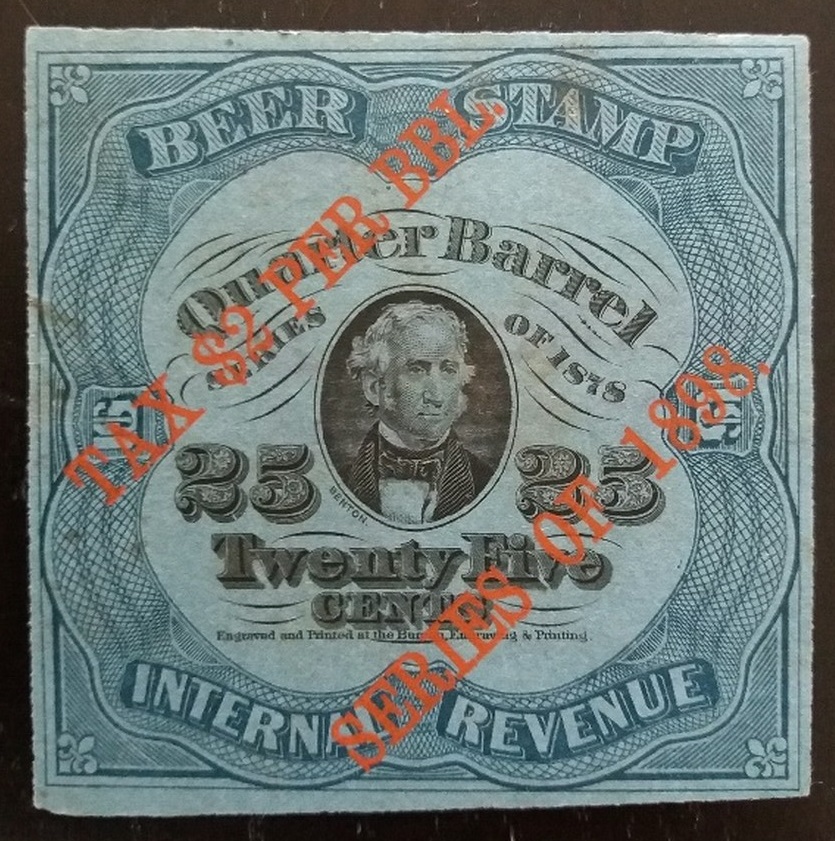 BEER STAMP
Quarter Barrel
SERIES OF 1878
25 25
BENTON.
Twenty Five
CENTS
Engraved and Printed at the Bureau, Engraving & Printing.
INTERNAL REVENUE
TAX $2 PER BBL.
SERIES OF 1898.